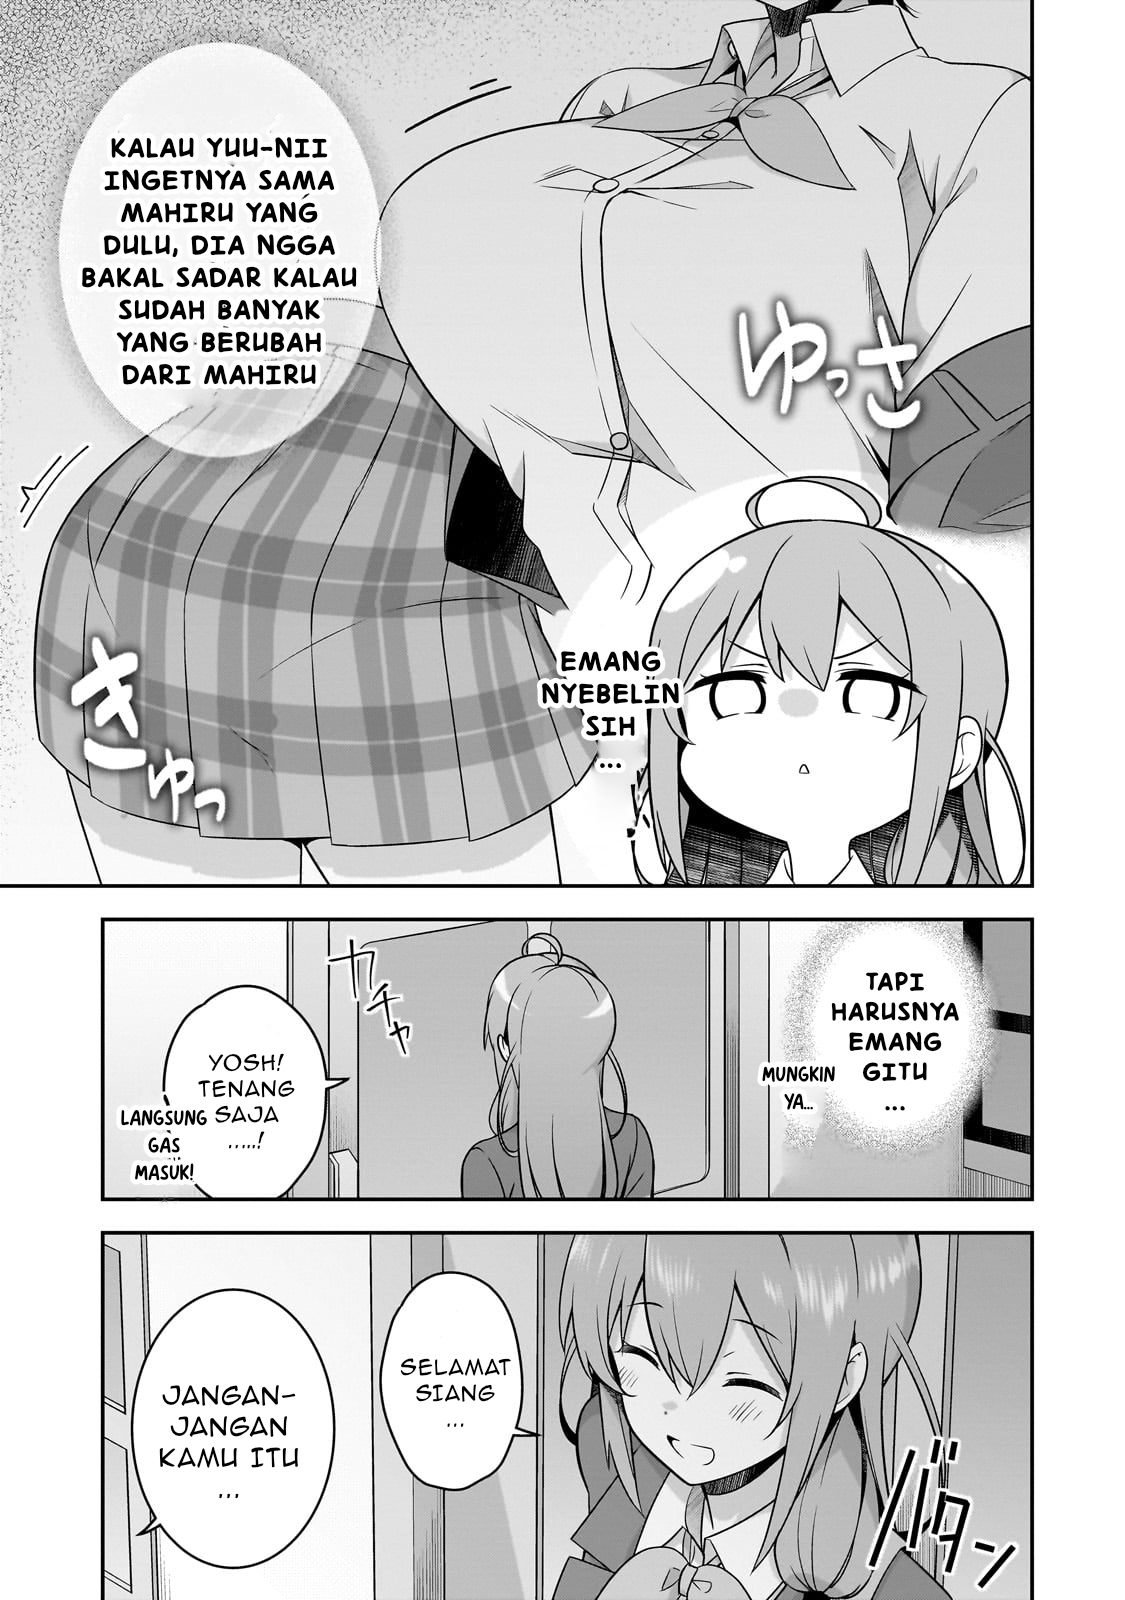 KALAU YUU-NII
INGETNYA SAMA
MAHIRU YANG
DULU, DIA NGGA
BAKAL SADAR KALAU
SUDAH BANYAK
YANG BERUBAH
DARI MAHIRU
ゆっさ
きゅっ
EMANG
NYEBELIN
SIH
...
TAPI
HARUSNYA
EMANG
GITU
...
MUNGKIN
YA...
ガチャ
YOSH!
TENANG
SAJA
.....!
LANGSUNG
GAS
MASUK!
SELAMAT
SIANG
...
バタン
JANGAN-
JANGAN
KAMU ITU
...